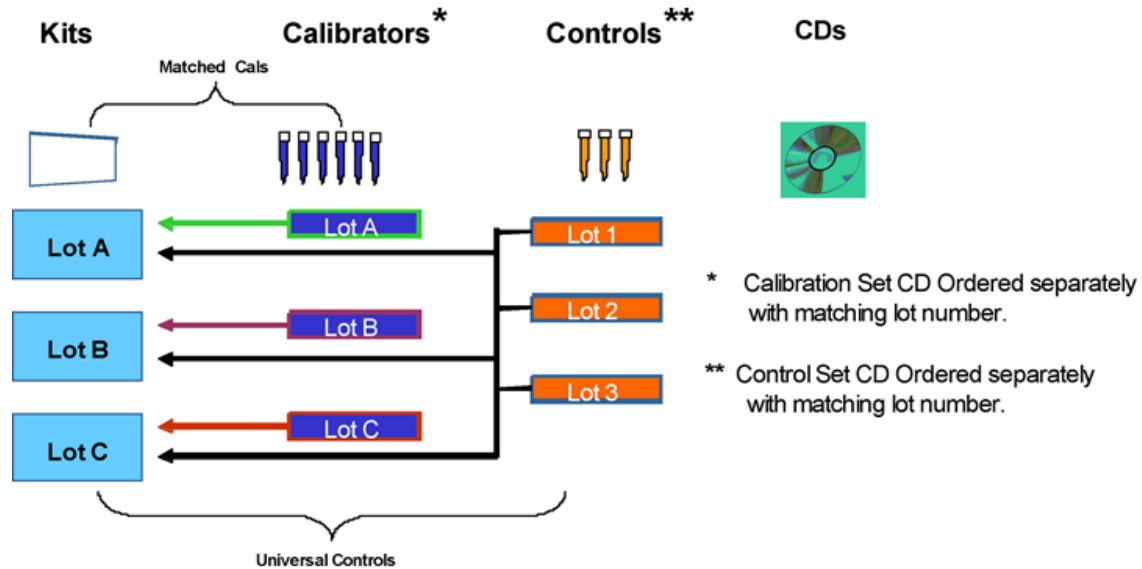 Kits
Calibrators*
Controls**
CDs
Matched Cals
Lot A
Lot A
Lot 1
Lot B
Lot B
Lot 2
Lot C
Lot C
Lot 3
* Calibration Set CD Ordered separately
with matching lot number.
** Control Set CD Ordered separately
with matching lot number.
Universal Controls